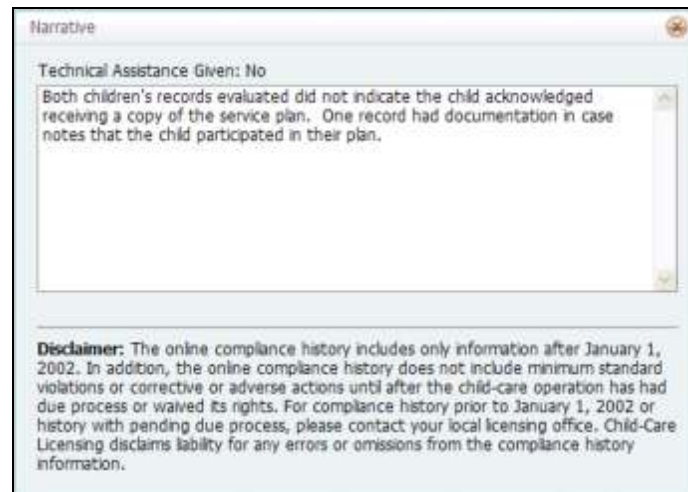 Narrative
Technical Assistance Given: No
Both children's records evaluated did not indicate the child acknowledged
receiving a copy of the service plan.  One record had documentation in case
notes that the child participated in their plan.
Disclaimer: The online compliance history includes only information after January 1,
2002. In addition, the online compliance history does not include minimum standard
violations or corrective or adverse actions until after the child-care operation has had
due process or waived its rights. For compliance history prior to January 1, 2002 or
history with pending due process, please contact your local licensing office. Child-Care
Licensing disclaims liability for any errors or omissions from the compliance history
information.